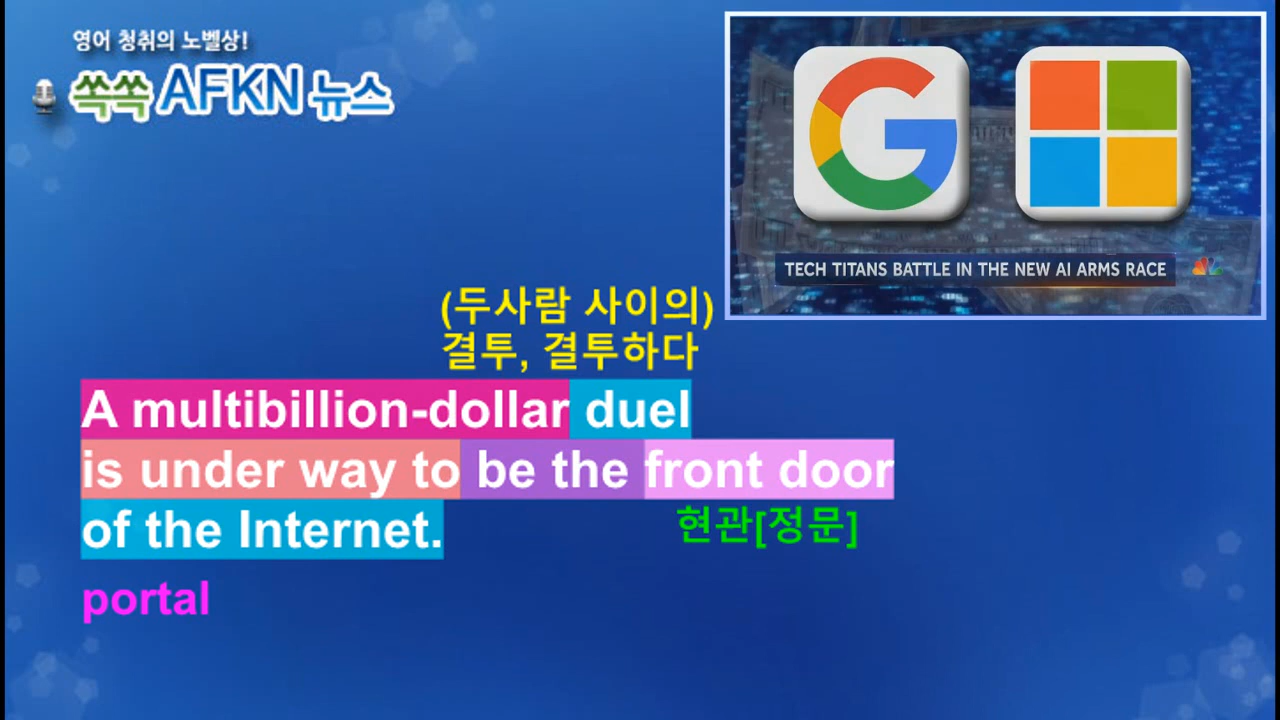 영어 청취의 노벨상!
쏙쏙 AFKN 뉴스
G
TECH TITANS BATTLE IN THE NEW AI ARMS RACE
(두사람 사이의)
결투, 결투하다
A multibillion-dollar duel
is under way to be the front door
of the Internet.
현관[정문]
portal